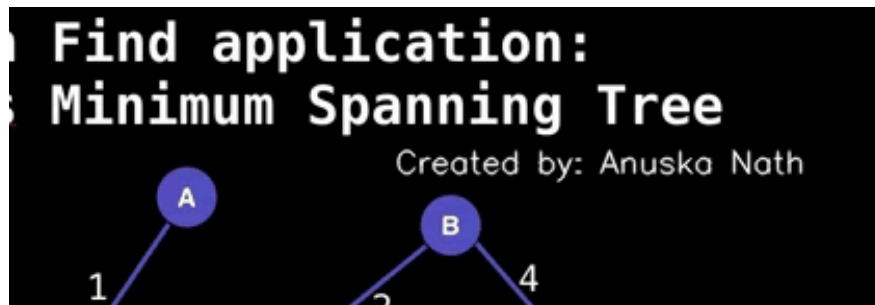 Find application:
Minimum Spanning Tree
Created by: Anuska Nath
A
B
1
4